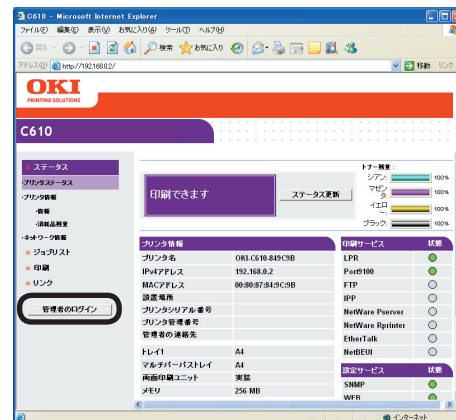 C610 - Microsoft Internet Explorer
ファイル(F) 編集(E) 表示(V) お気に入り(A) ツール(T) ヘルプ(H)
戻る 検索 お気に入り
アドレス(D) http://192.168.0.2/ 移動 リンク
OKI
PRINTING SOLUTIONS
C610
ステータス
プリンタステータス
プリンタ情報
情報
消耗品残量
ネットワーク情報
ジョブリスト
印刷
リンク
管理者のログイン
印刷できます
ステータス更新
トナー残量:
シアン: 100%
マゼンタ: 100%
イエロー: 100%
ブラック: 100%
プリンタ情報
プリンタ名 OKI-C610-849C9B
IPv4アドレス 192.168.0.2
MACアドレス 00:80:87:84:9C:9B
設置場所
プリンタシリアル番号
プリンタ管理番号
管理者の連絡先
トレイ1 A4
マルチパーパストレイ A4
両面印刷ユニット 実装
メモリ 256 MB
印刷サービス 状態
LPR
Port9100
FTP
IPP
NetWare Pserver
NetWare Rprinter
EtherTalk
NetBEUI
設定サービス 状態
SNMP
WEB
インターネット